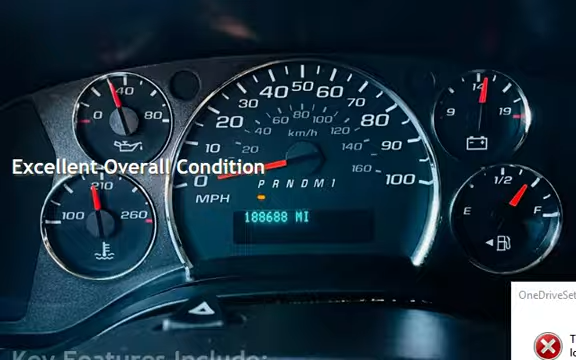 40
0 80
14
9 19
10 20 30 40 50 60 70 80 90 100
20 40 60 80 100 120 140 160
km/h
Excellent Overall Condition
0
P R N D M 1
MPH
188688 MI
210
100 260
1/2
E F
OneDriveSet
Key Features Include: